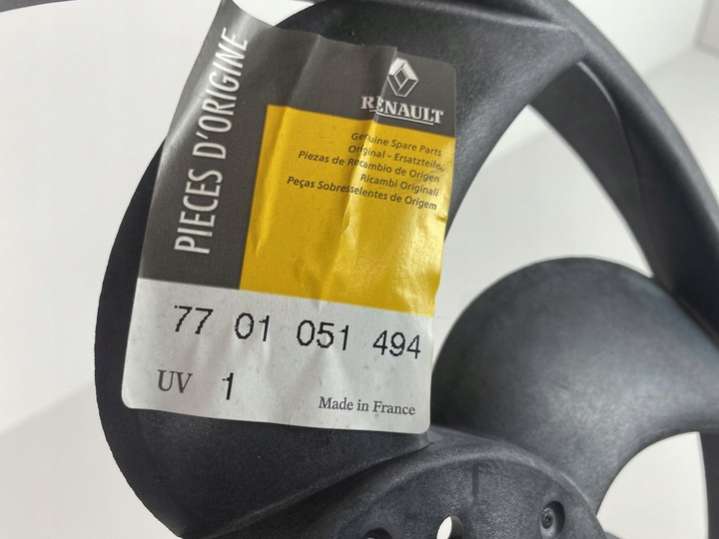 PIECES D'ORIGINE
RENAULT
Genuine Spare Parts
Original - Ersatzteile
Piezas de Recambio de Origen
Ricambi Originali
Peças Sobresselentes de Origem
77 01 051 494
UV 1
Made in France